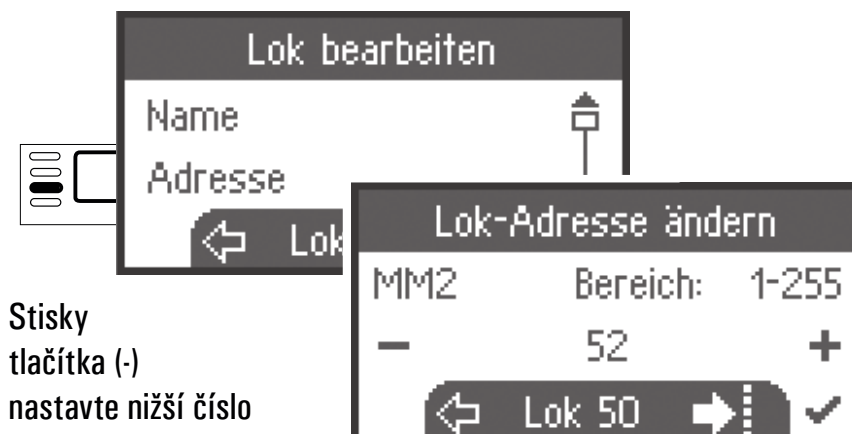 Lok bearbeiten
Name
Adresse
Lok
Lok-Adresse ändern
MM2 Bereich: 1-255
− 52 +
Lok 50
Stisky
tlačítka (-)
nastavte nižší číslo